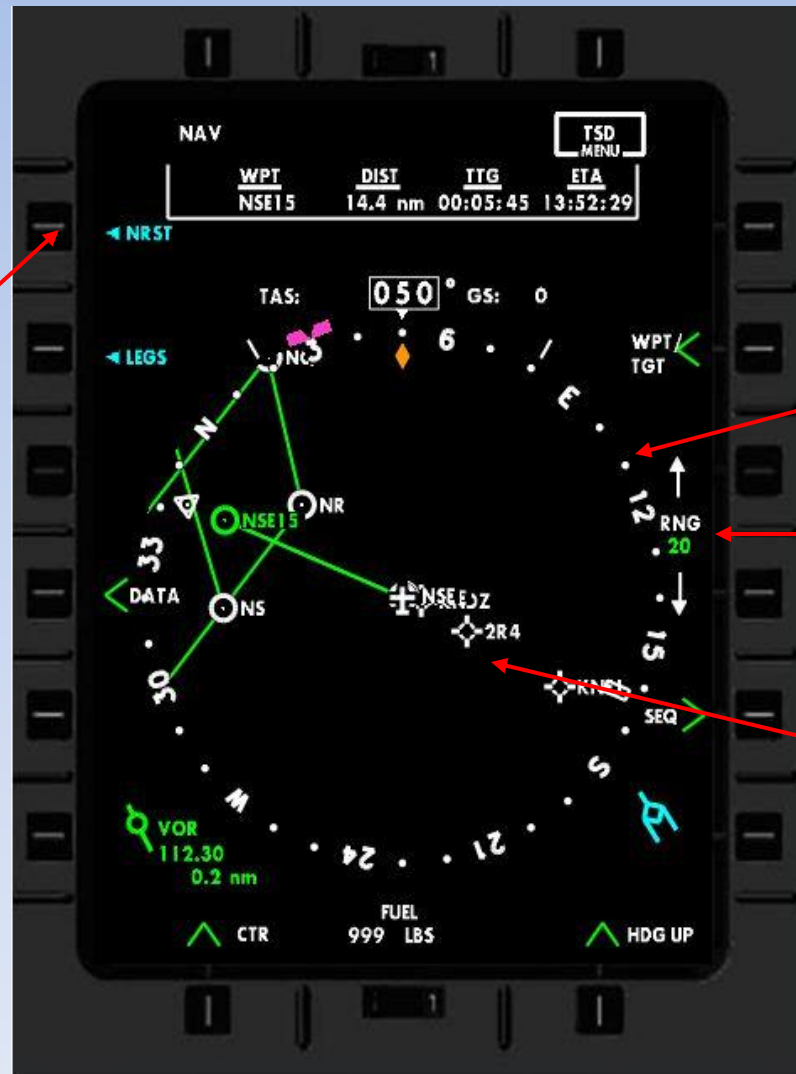 NAV
TSD
MENU
WPT DIST TTG ETA
NSE15 14.4 nm 00:05:45 13:52:29
NRST
TAS: 050° GS: 0
LEGS
3
6
WPT/
TGT
E
N
12
RNG
20
NR
NSE15
33
DATA
NSE
2R4
NS
15
30
SEQ
S
W
VOR
112.30
0.2 nm
24
21
CTR
FUEL
999 LBS
HDG UP